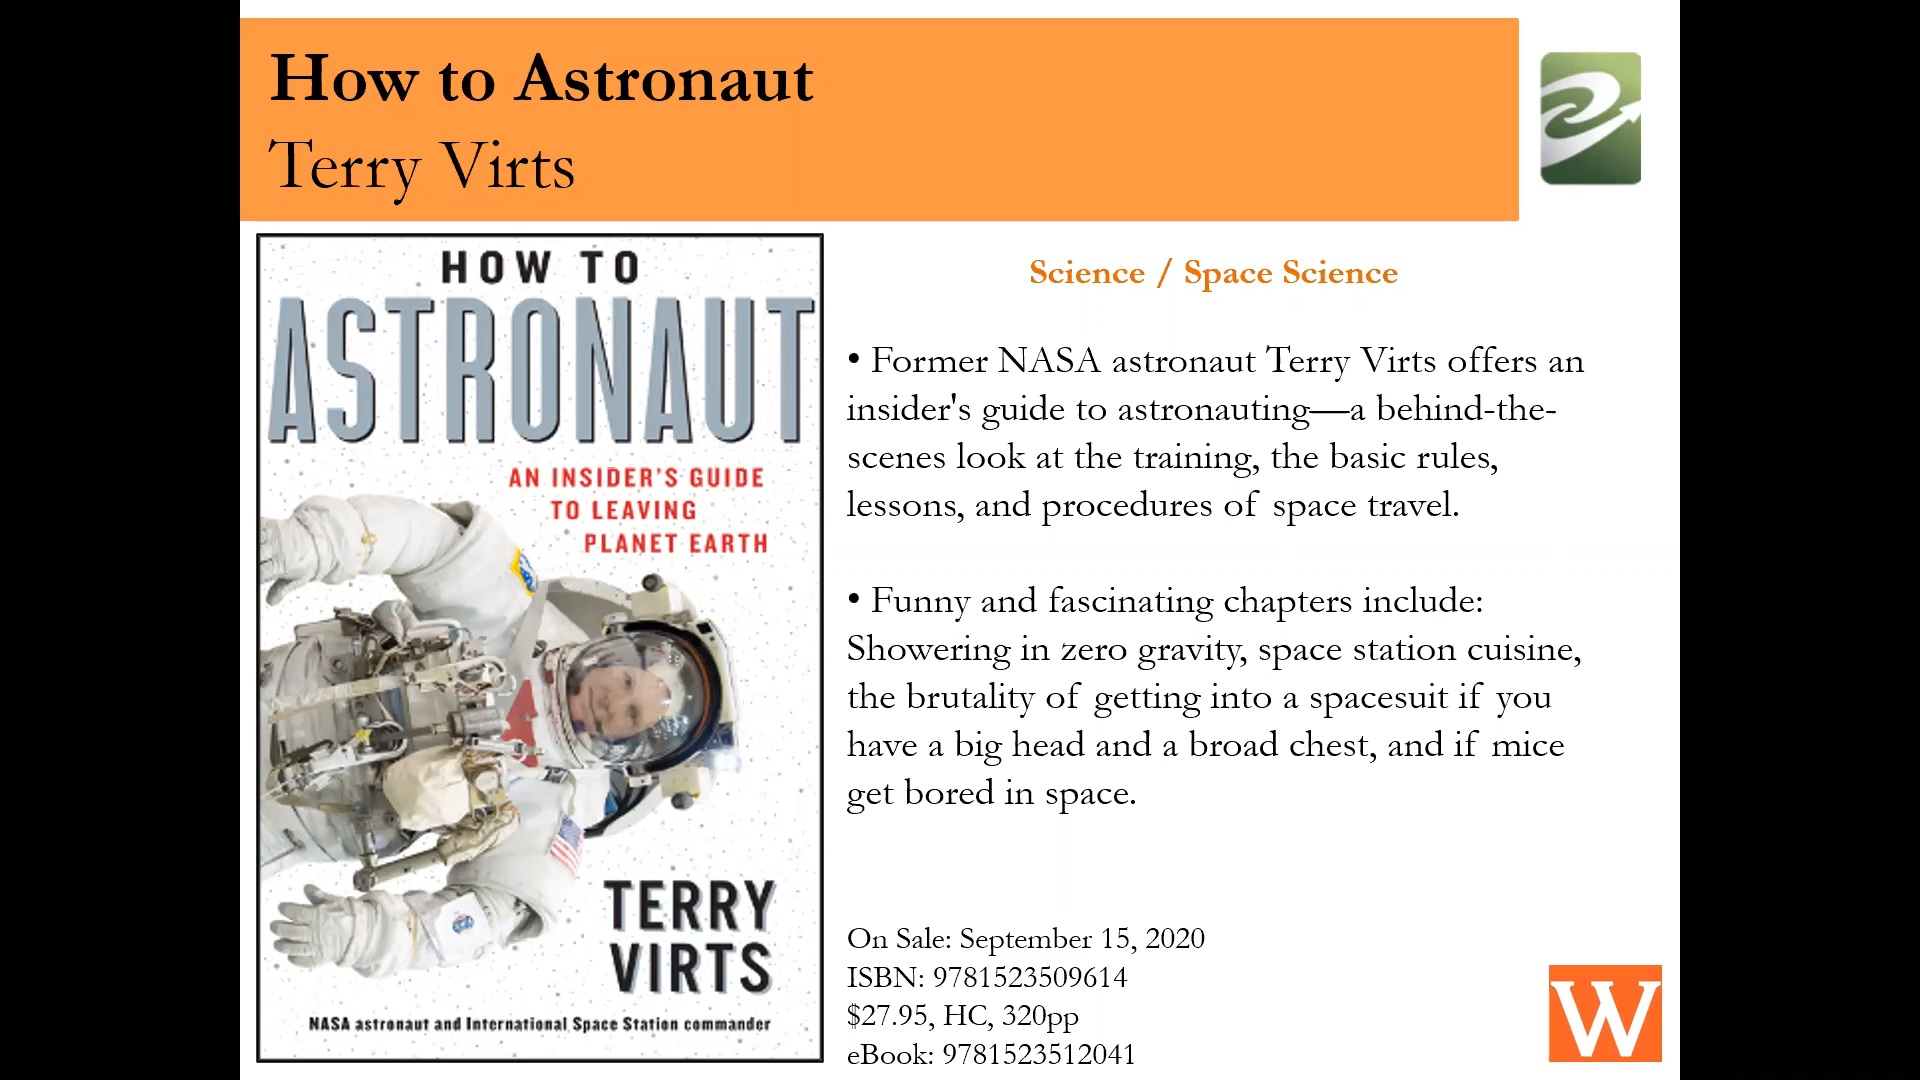 How to Astronaut
Terry Virts
HOW TO
ASTRONAUT
AN INSIDER'S GUIDE
TO LEAVING
PLANET EARTH
TERRY
VIRTS
NASA astronaut and International Space Station commander
Science / Space Science
• Former NASA astronaut Terry Virts offers an
insider's guide to astronauting—a behind-the-
scenes look at the training, the basic rules,
lessons, and procedures of space travel.
• Funny and fascinating chapters include:
Showering in zero gravity, space station cuisine,
the brutality of getting into a spacesuit if you
have a big head and a broad chest, and if mice
get bored in space.
On Sale: September 15, 2020
ISBN: 9781523509614
$27.95, HC, 320pp
eBook: 9781523512041
W